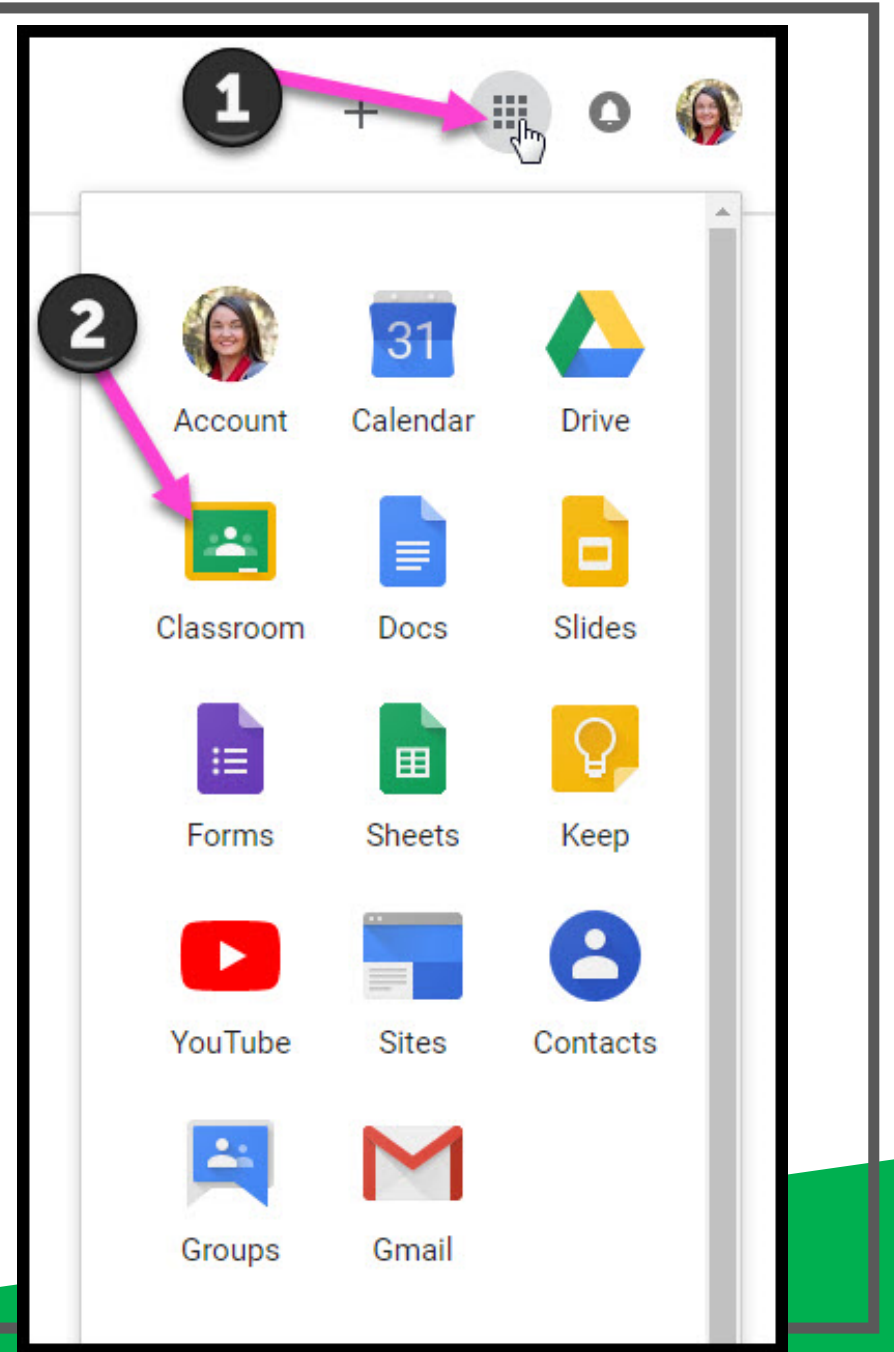 1
2
31
Account Calendar Drive
Classroom Docs Slides
Forms Sheets Keep
YouTube Sites Contacts
Groups Gmail